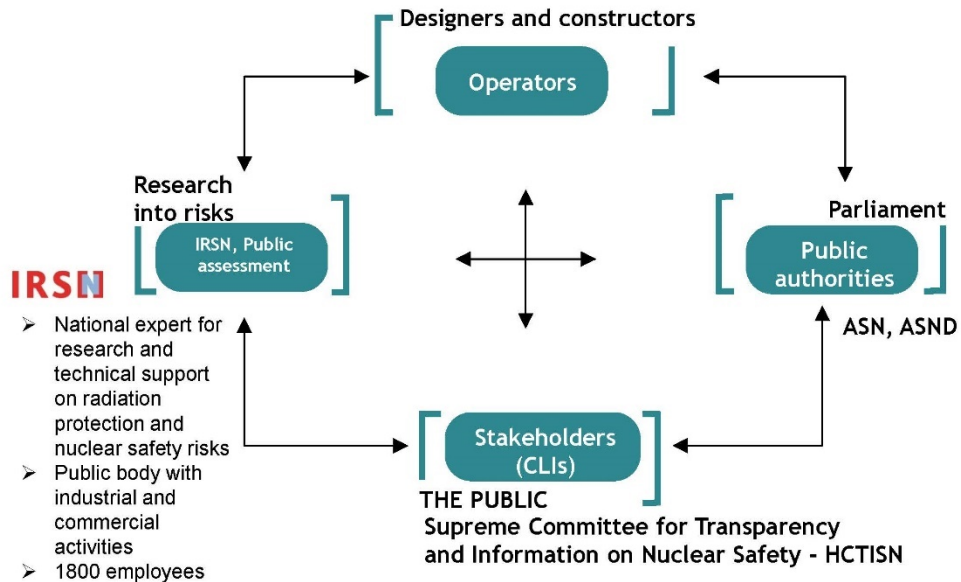 Designers and constructors
Operators
Research
into risks
IRSN, Public
assessment
Parliament
Public
authorities
ASN, ASND
IRSN
➢ National expert for
research and
technical support
on radiation
protection and
nuclear safety risks
➢ Public body with
industrial and
commercial
activities
➢ 1800 employees
Stakeholders
(CLIs)
THE PUBLIC
Supreme Committee for Transparency
and Information on Nuclear Safety - HCTISN